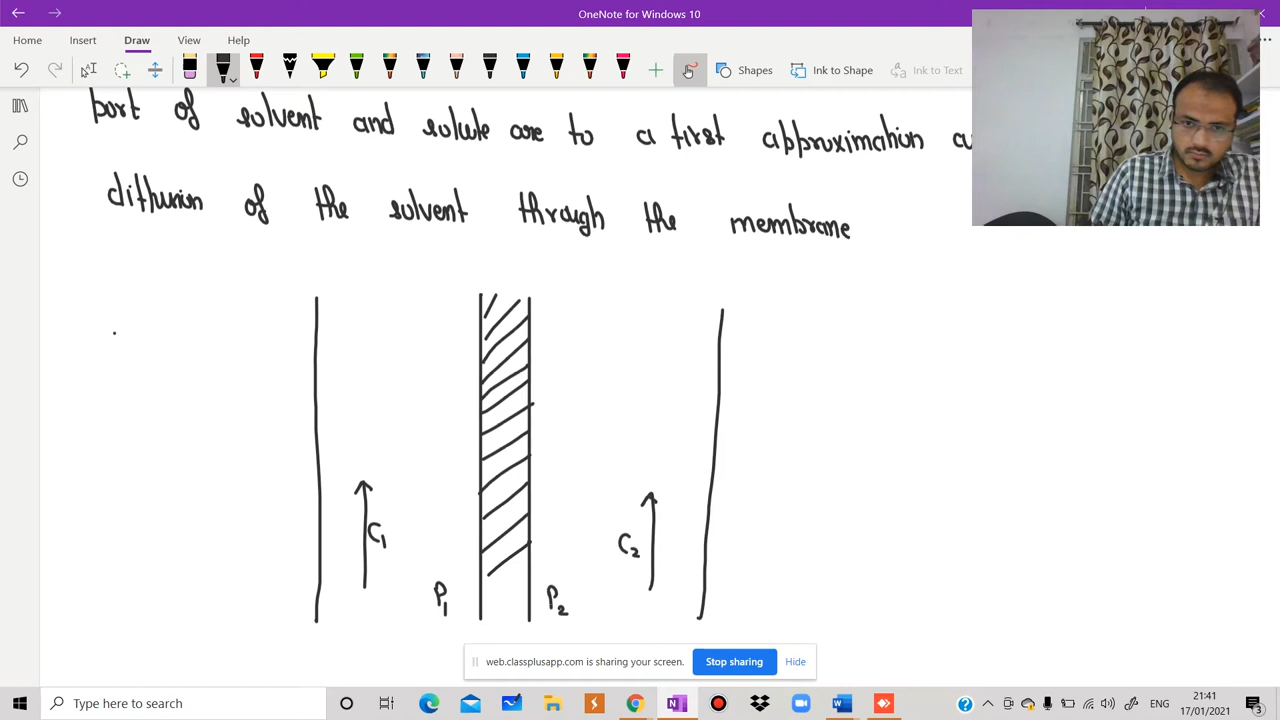 OneNote for Windows 10
Home Insert Draw View Help
Shapes Ink to Shape Ink to Text
port of solvent and solute are to a first approximation
diffusion of the solvent through the membrane
C1
C2
P1 P2
web.classplusapp.com is sharing your screen. Stop sharing Hide
Type here to search
ENG
21:41
17/01/2021
3